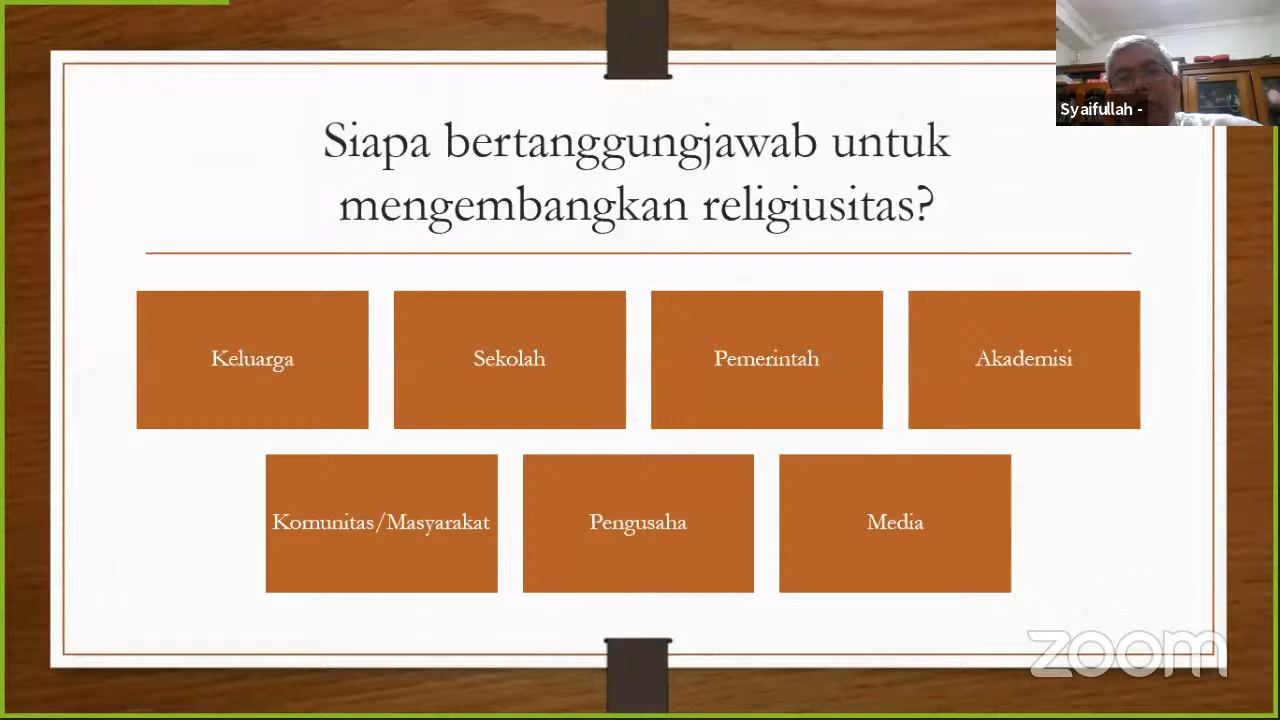 Syaifullah -
Siapa bertanggungjawab untuk
mengembangkan religiusitas?
Keluarga
Sekolah
Pemerintah
Akademisi
Komunitas/Masyarakat
Pengusaha
Media
zoom